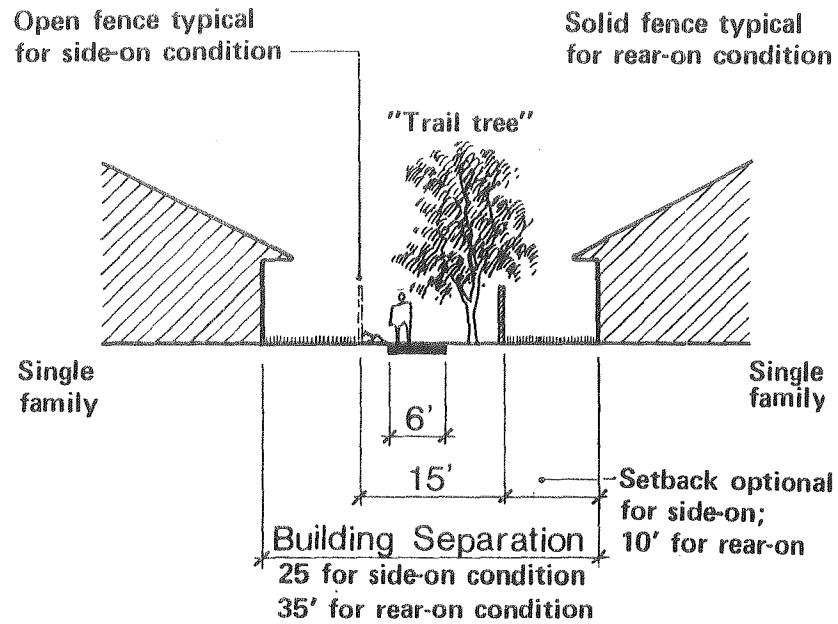 Open fence typical
for side-on condition
Solid fence typical
for rear-on condition
"Trail tree"
Single
family
Single
family
6'
15'
Setback optional
for side-on;
10' for rear-on
Building Separation
25 for side-on condition
35' for rear-on condition